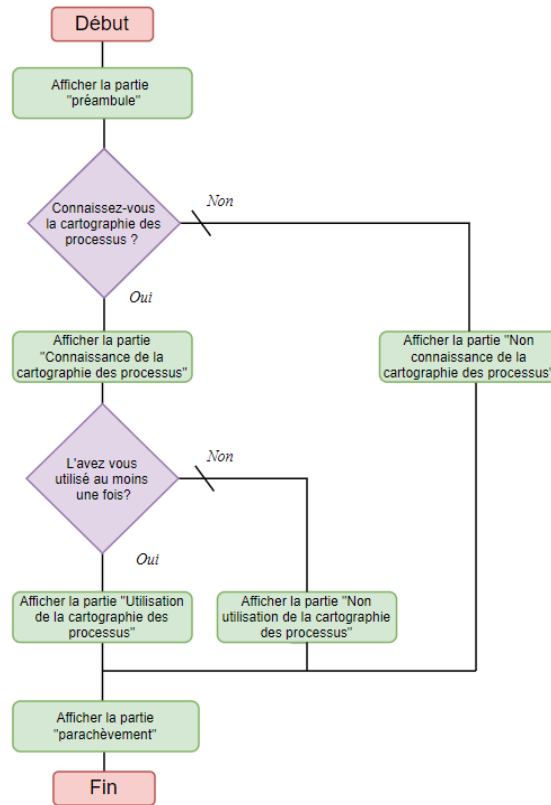 Début
Afficher la partie
"préambule"
Connaissez-vous
la cartographie des
processus ?
Non
Oui
Afficher la partie
"Connaissance de la
cartographie des processus"
Afficher la partie "Non
connaissance de la
cartographie des processus"
L'avez vous
utilisé au moins
une fois?
Non
Oui
Afficher la partie "Utilisation
de la cartographie des
processus"
Afficher la partie "Non
utilisation de la cartographie
des processus"
Afficher la partie
"parachèvement"
Fin